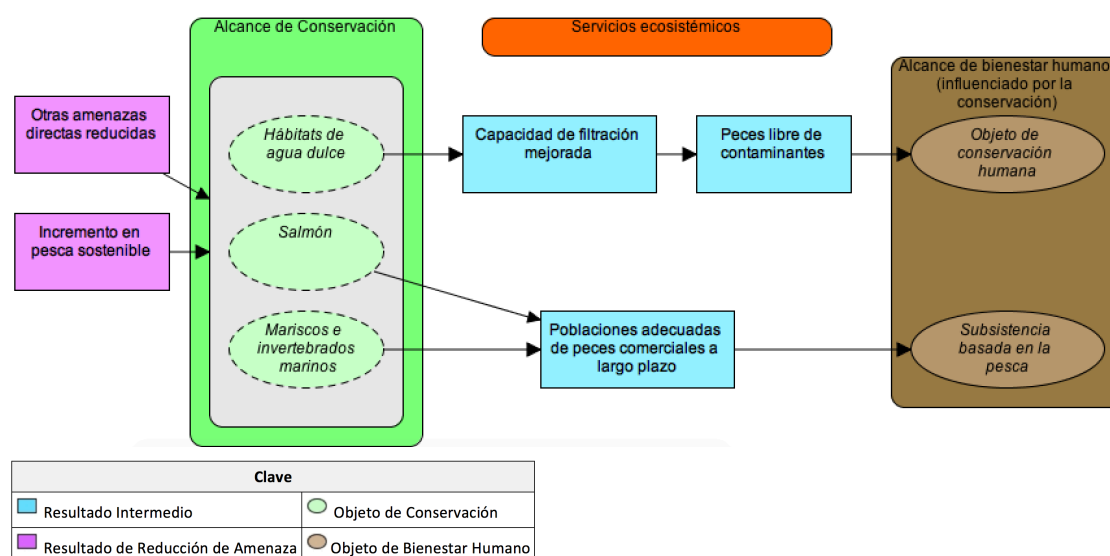 Alcance de Conservación
Servicios ecosistémicos
Alcance de bienestar humano
(influenciado por la
conservación)
Otras amenazas
directas reducidas
Hábitats de
agua dulce
Capacidad de filtración
mejorada
Peces libre de
contaminantes
Objeto de
conservación
humana
Incremento en
pesca sostenible
Salmón
Mariscos e
invertebrados
marinos
Poblaciones adecuadas
de peces comerciales a
largo plazo
Subsistencia
basada en la
pesca
Clave
Resultado Intermedio
Objeto de Conservación
Resultado de Reducción de Amenaza
Objeto de Bienestar Humano